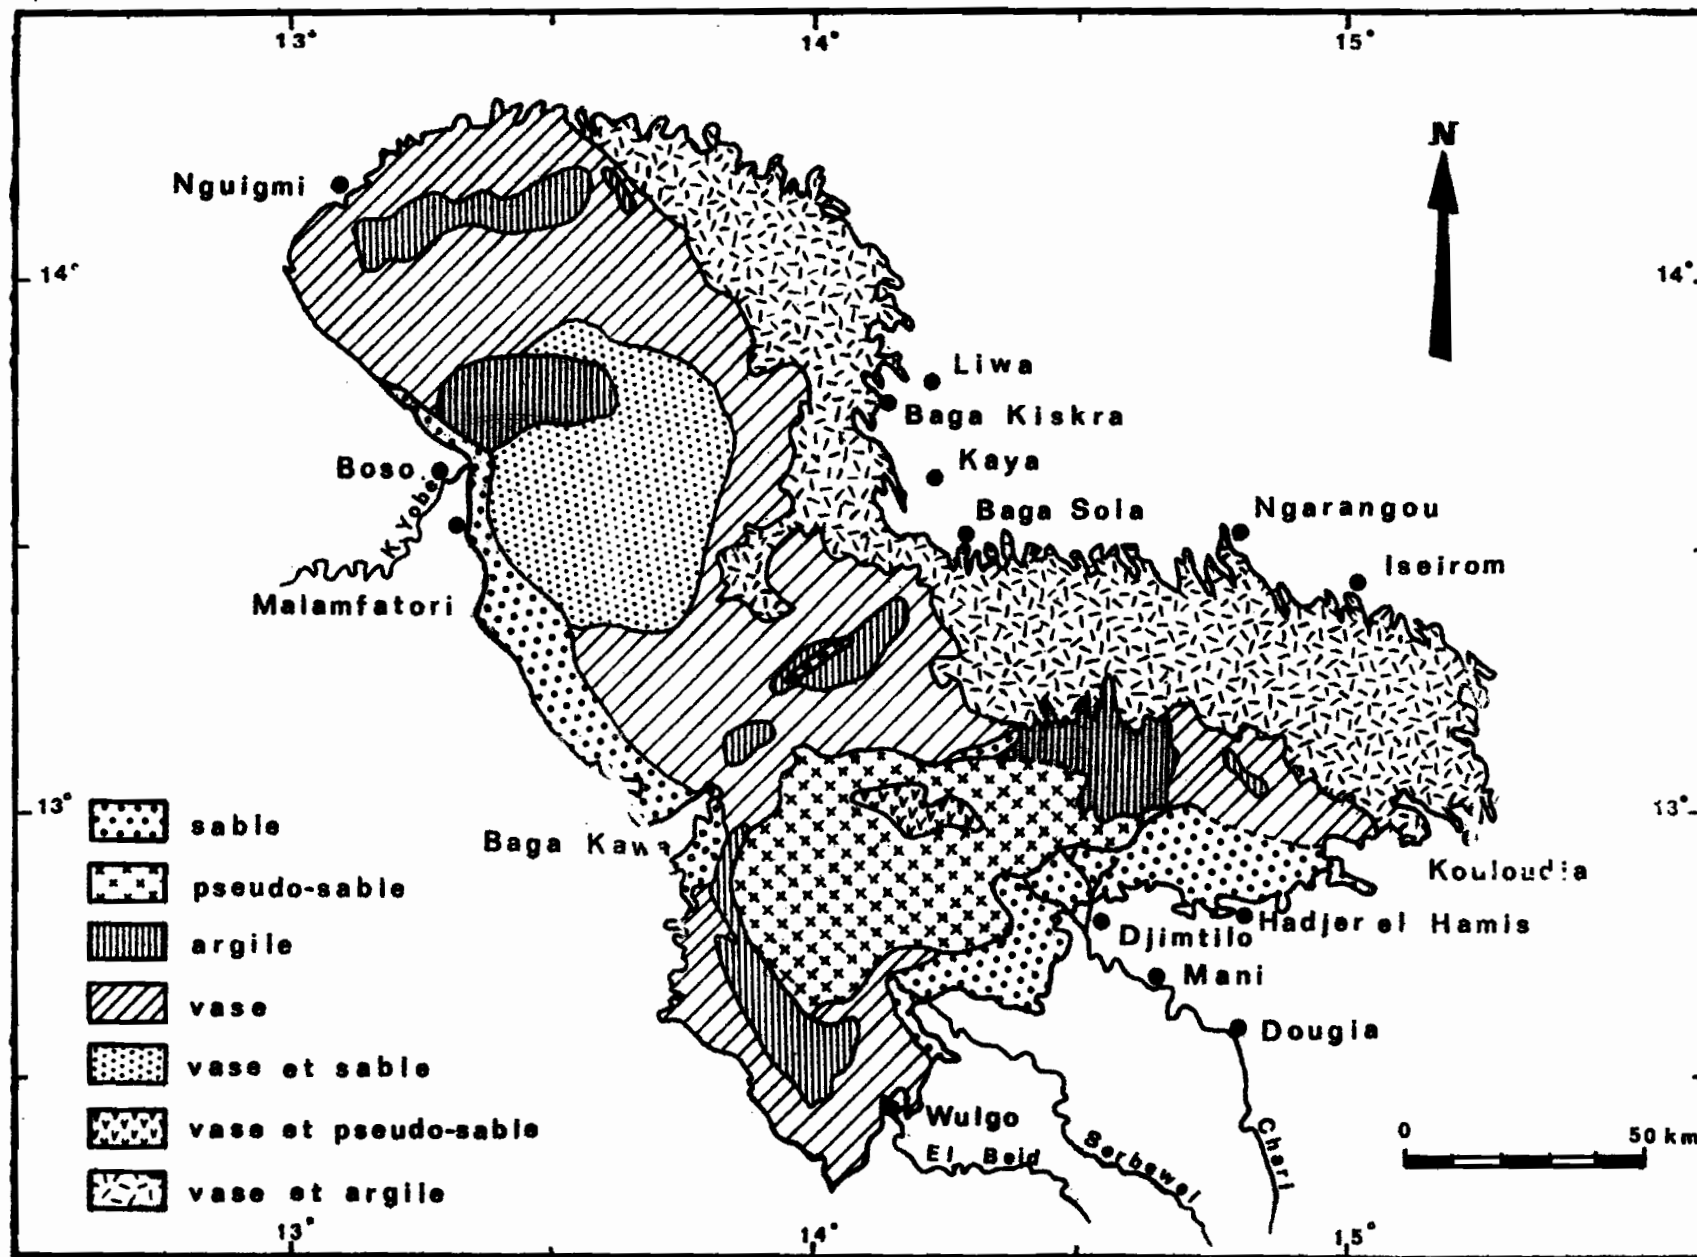 13° 14° 15°
N
Nguigmi
14° 14°
Liwa
Baga Kiskra
Boso
Kaya
K. Yobe
Baga Sola
Ngarangou
Iseirom
Malamfatori
13° 13°
sable
Baga Kawa
pseudo-sable
Kouloudia
argile
Hadjer el Hamis
Djimtilo
Mani
vase
Dougia
vase et sable
Wulgo
vase et pseudo-sable
El Beid
Serbewel
Chari
0 50 km
vase et argile
13° 14° 15°